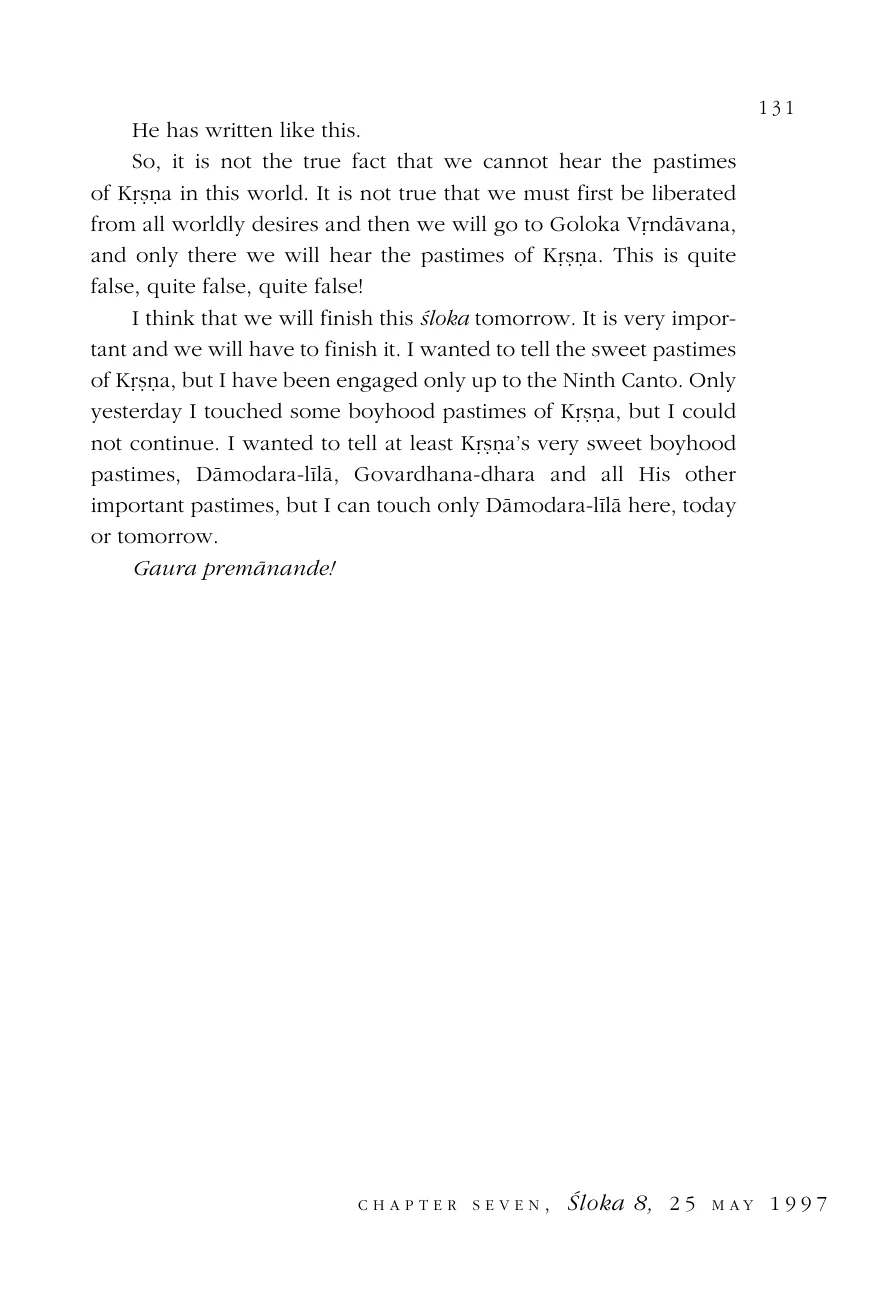 131
He has written like this.
So, it is not the true fact that we cannot hear the pastimes
of Kṛṣṇa in this world. It is not true that we must first be liberated
from all worldly desires and then we will go to Goloka Vṛndāvana,
and only there we will hear the pastimes of Kṛṣṇa. This is quite
false, quite false, quite false!
I think that we will finish this śloka tomorrow. It is very impor-
tant and we will have to finish it. I wanted to tell the sweet pastimes
of Kṛṣṇa, but I have been engaged only up to the Ninth Canto. Only
yesterday I touched some boyhood pastimes of Kṛṣṇa, but I could
not continue. I wanted to tell at least Kṛṣṇa’s very sweet boyhood
pastimes, Dāmodara-līlā, Govardhana-dhara and all His other
important pastimes, but I can touch only Dāmodara-līlā here, today
or tomorrow.
Gaura premānande!
CHAPTER SEVEN, Śloka 8, 25 MAY 1997